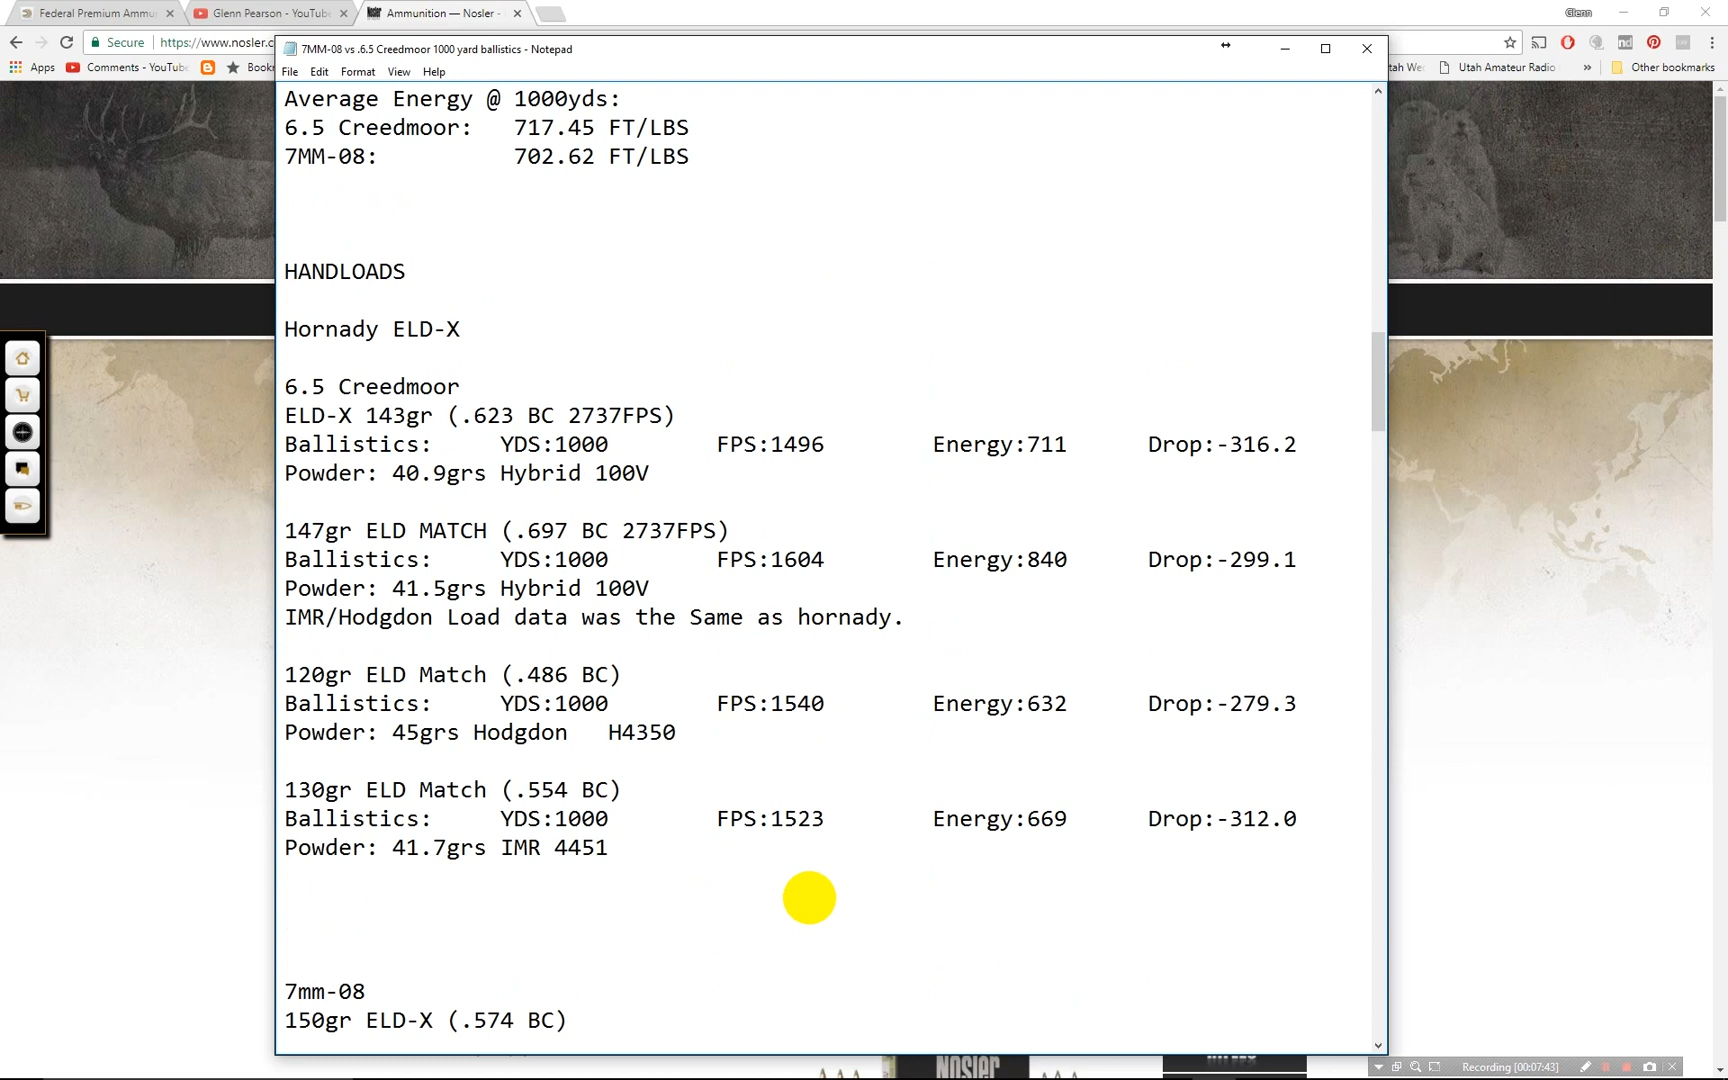 Federal Premium Ammu
Glenn Pearson - YouTube
Ammunition — Nosler -
Glenn
Secure
https://www.nosler.c
Apps
Comments - YouTub
Book
tah We
Utah Amateur Radio
»
Other bookmarks
7MM-08 vs .6.5 Creedmoor 1000 yard ballistics - Notepad
File Edit Format View Help
Average Energy @ 1000yds:
6.5 Creedmoor: 717.45 FT/LBS
7MM-08: 702.62 FT/LBS
HANDLOADS
Hornady ELD-X
6.5 Creedmoor
ELD-X 143gr (.623 BC 2737FPS)
Ballistics: YDS:1000 FPS:1496 Energy:711 Drop:-316.2
Powder: 40.9grs Hybrid 100V
147gr ELD MATCH (.697 BC 2737FPS)
Ballistics: YDS:1000 FPS:1604 Energy:840 Drop:-299.1
Powder: 41.5grs Hybrid 100V
IMR/Hodgdon Load data was the Same as hornady.
120gr ELD Match (.486 BC)
Ballistics: YDS:1000 FPS:1540 Energy:632 Drop:-279.3
Powder: 45grs Hodgdon H4350
130gr ELD Match (.554 BC)
Ballistics: YDS:1000 FPS:1523 Energy:669 Drop:-312.0
Powder: 41.7grs IMR 4451
7mm-08
150gr ELD-X (.574 BC)
Nosler
Recording [00:07:43]